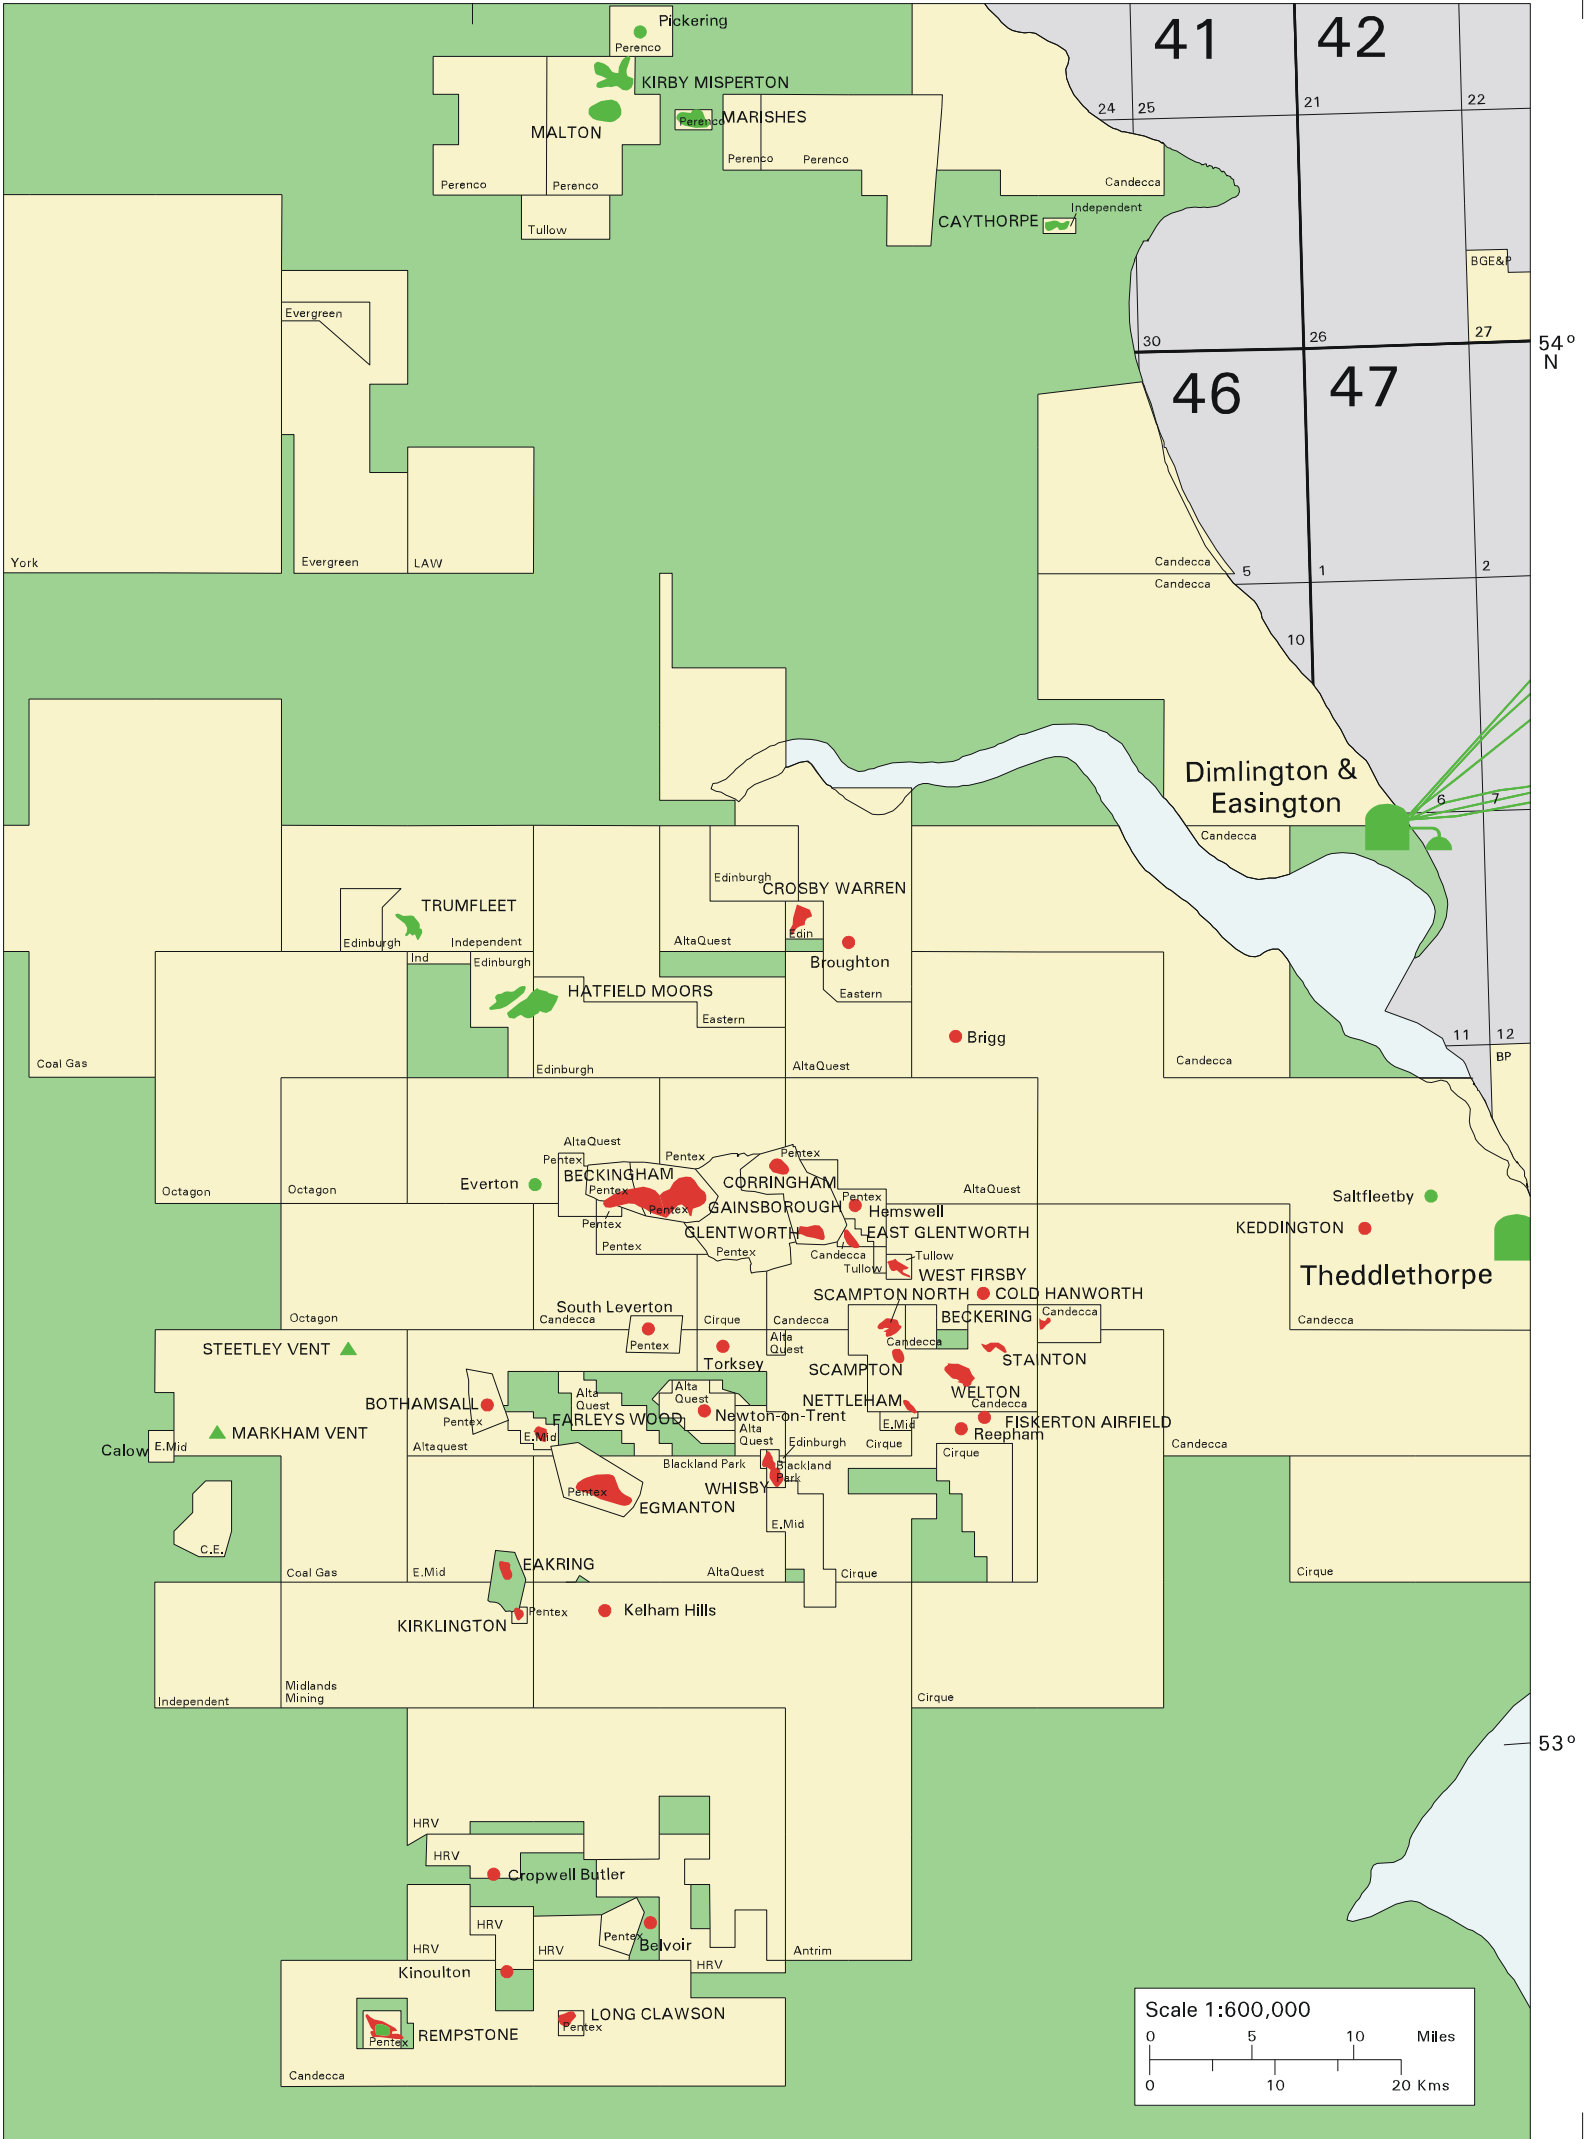 Pickering
Perenco
41
42
KIRBY MISPERTON
24
25
21
22
Perenco
MARISHES
MALTON
Perenco
Perenco
Perenco
Perenco
Candecca
Independent
CAYTHORPE
Tullow
BGE&P
Evergreen
30
26
27
54°
N
46
47
York
Evergreen
LAW
Candecca
Candecca
5
1
2
10
Dimlington &
Easington
6
7
Candecca
Edinburgh
CROSBY WARREN
TRUMFLEET
Edin
Edinburgh
Independent
AltaQuest
Ind
Edinburgh
Broughton
HATFIELD MOORS
Eastern
Eastern
Brigg
11
12
BP
Coal Gas
Edinburgh
AltaQuest
Candecca
AltaQuest
Pentex
Pentex
Pentex
BECKINGHAM
Everton
CORRINGHAM
Octagon
Octagon
Pentex
AltaQuest
Saltfleetby
Pentex
Pentex
GAINSBOROUGH
Hemswell
Pentex
GLENTWORTH
EAST GLENTWORTH
KEDDINGTON
Pentex
Pentex
Candecca
Tullow
Tullow
WEST FIRSBY
Theddlethorpe
SCAMPTON NORTH
COLD HANWORTH
South Leverton
Octagon
Candecca
Cirque
Candecca
BECKERING
Candecca
Candecca
STEETLEY VENT
Pentex
Alta
Quest
Candecca
Torksey
SCAMPTON
STAINTON
BOTHAMSALL
Alta
Quest
Alta
Quest
NETTLEHAM
WELTON
Candecca
Pentex
FARLEYS WOOD
Newton-on-Trent
E.Mid
FISKERTON AIRFIELD
MARKHAM VENT
E.Mid
Alta
Quest
Reepham
Calow
E.Mid
Altaquest
Edinburgh
Cirque
Candecca
Cirque
Blackland Park
Blackland
Park
WHISBY
Pentex
EGMANTON
E.Mid
C.E.
EAKRING
Coal Gas
E.Mid
AltaQuest
Cirque
Cirque
Pentex
Kelham Hills
KIRKLINGTON
Midlands
Mining
Independent
Cirque
53°
HRV
HRV
Cropwell Butler
HRV
Pentex
Belvoir
HRV
HRV
Antrim
HRV
Kinoulton
LONG CLAWSON
Pentex
REMPSTONE
Pentex
Candecca
Scale 1:600,000
0 5 10 Miles
0 10 20 Kms